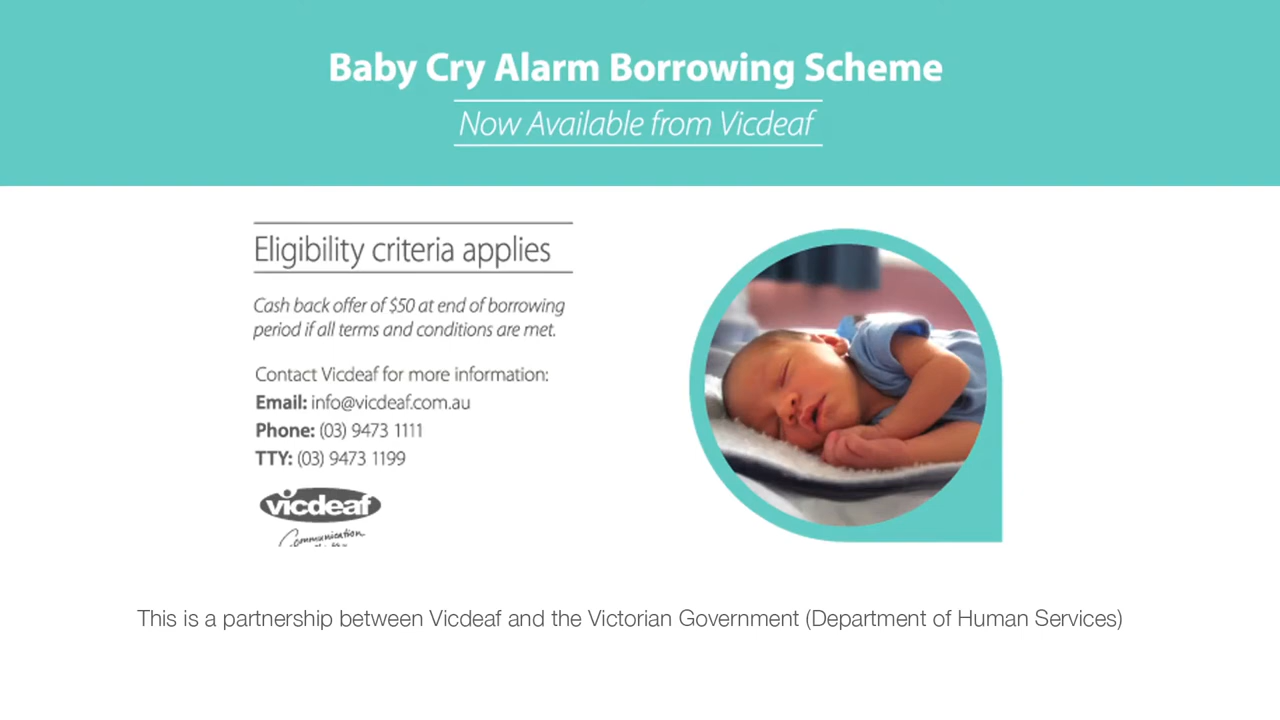 Baby Cry Alarm Borrowing Scheme
Now Available from Vicdeaf
Eligibility criteria applies
Cash back offer of $50 at end of borrowing
period if all terms and conditions are met.
Contact Vicdeaf for more information:
Email: info@vicdeaf.com.au
Phone: (03) 9473 1111
TTY: (03) 9473 1199
vicdeaf
Communication
This is a partnership between Vicdeaf and the Victorian Government (Department of Human Services)